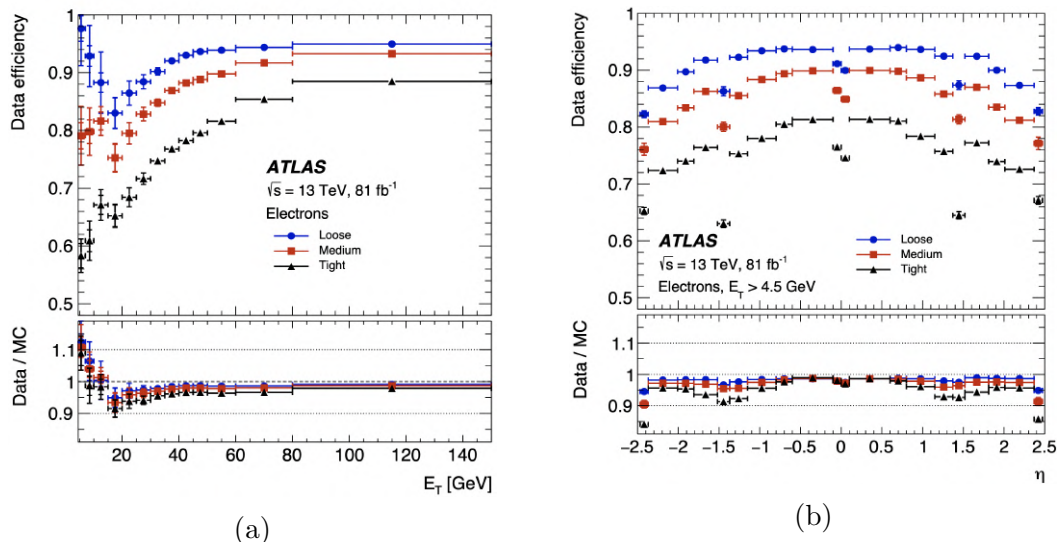 Data efficiency
1
0.9
0.8
0.7
0.6
0.5
ATLAS
√s = 13 TeV, 81 fb⁻¹
Electrons
Loose
Medium
Tight
Data / MC
1.1
1
0.9
20 40 60 80 100 120 140
E_T [GeV]
(a)
Data efficiency
1
0.9
0.8
0.7
0.6
0.5
ATLAS
√s = 13 TeV, 81 fb⁻¹
Electrons, E_T > 4.5 GeV
Loose
Medium
Tight
Data / MC
1.1
1
0.9
−2.5 −2 −1.5 −1 −0.5 0 0.5 1 1.5 2 2.5
η
(b)